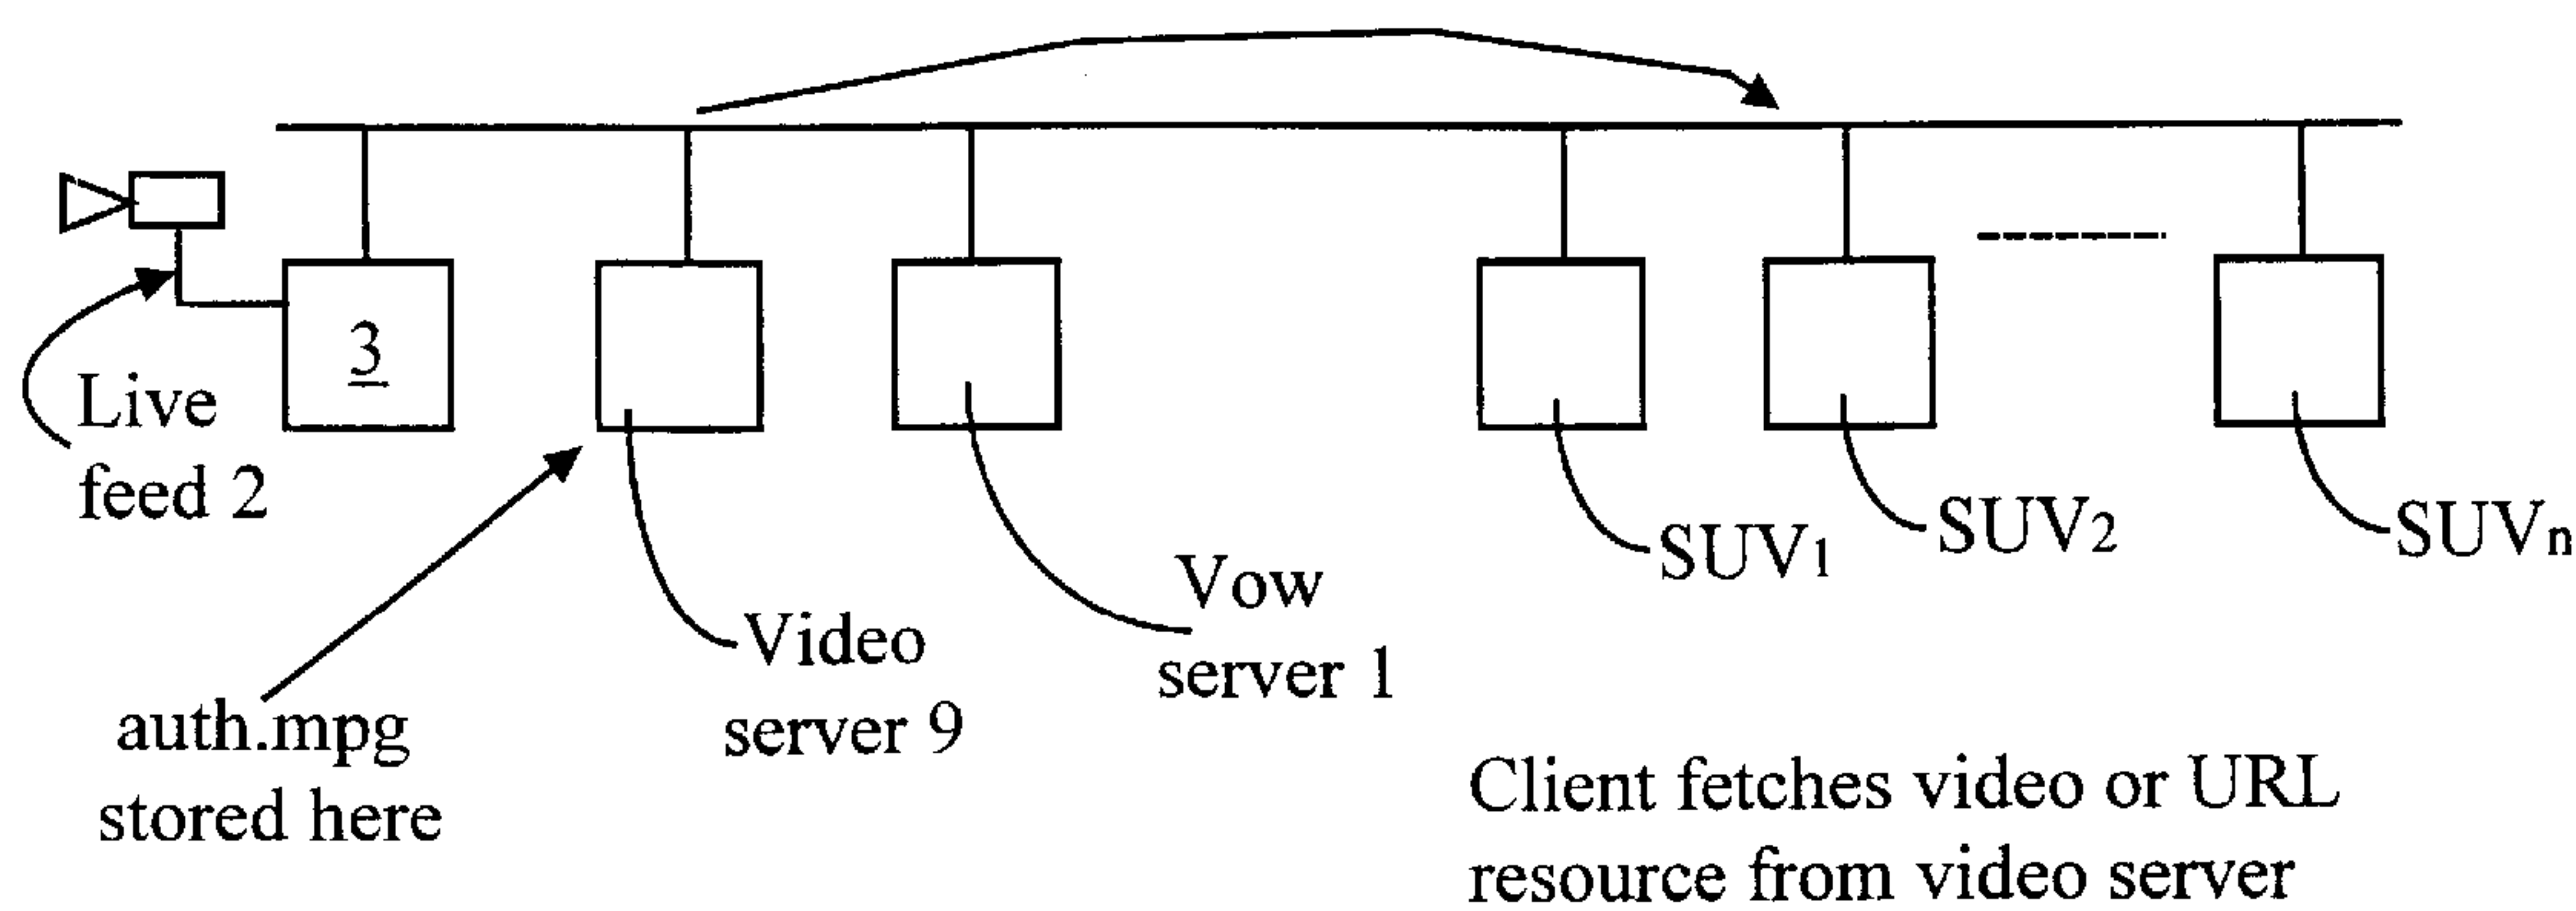 3
Live
feed 2
auth.mpg
stored here
Video
server 9
Vow
server 1
SUV1
SUV2
SUVn
Client fetches video or URL
resource from video server